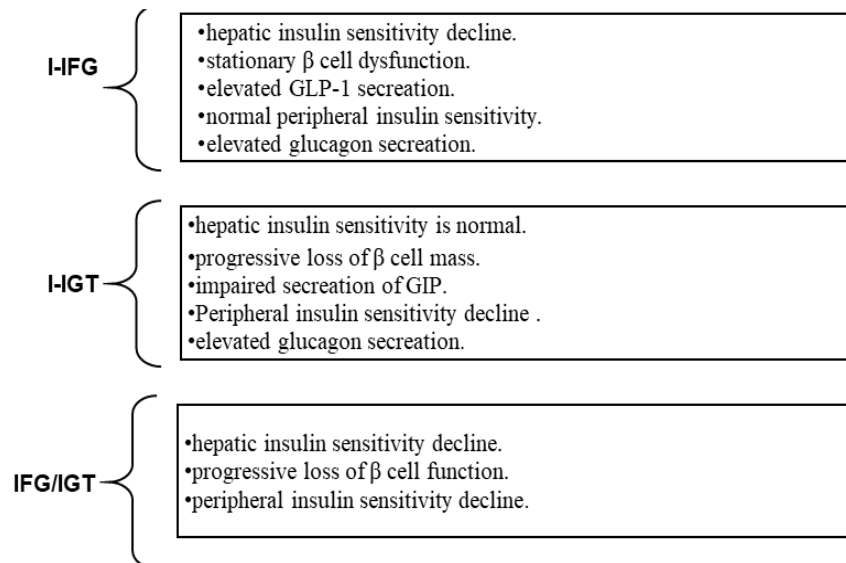 I-IFG
•hepatic insulin sensitivity decline.
•stationary β cell dysfunction.
•elevated GLP-1 secretion.
•normal peripheral insulin sensitivity.
•elevated glucagon secreation.
I-IGT
•hepatic insulin sensitivity is normal.
•progressive loss of β cell mass.
•impaired secretion of GIP.
•Peripheral insulin sensitivity decline .
•elevated glucagon secreation.
IFG/IGT
•hepatic insulin sensitivity decline.
•progressive loss of β cell function.
•peripheral insulin sensitivity decline.